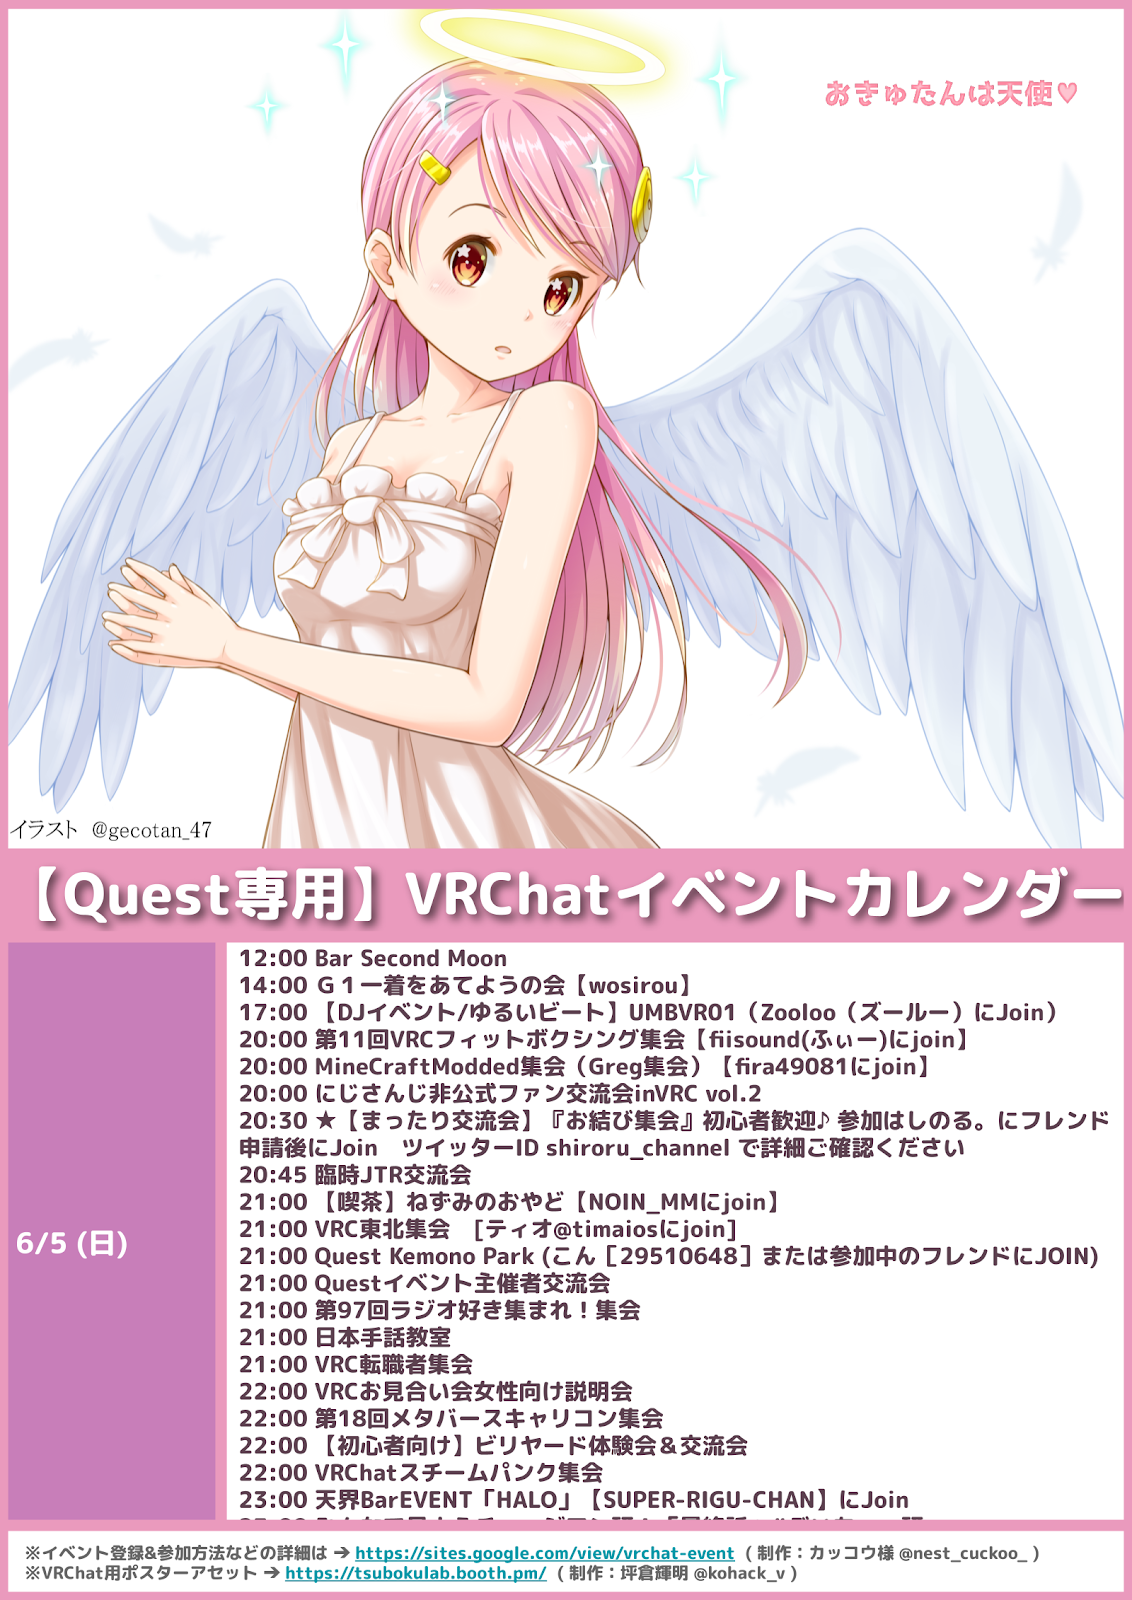 おきゅたんは天使♥
イラスト @gecotan_47
【Quest専用】VRChatイベントカレンダー
6/5 (日)
12:00 Bar Second Moon
14:00 Ｇ１一着をあてようの会【wosirou】
17:00 【DJイベント/ゆるいビート】UMBVR01（Zooloo（ズールー）にJoin）
20:00 第11回VRCフィットボクシング集会【fiisound(ふぃー)にjoin】
20:00 MineCraftModded集会（Greg集会）【fira49081にjoin】
20:00 にじさんじ非公式ファン交流会inVRC vol.2
20:30 ★【まったり交流会】『お結び集会』初心者歓迎♪ 参加はしのる。にフレンド
申請後にJoin　ツイッターID shiroru_channel で詳細ご確認ください
20:45 臨時JTR交流会
21:00 【喫茶】ねずみのおやど【NOIN_MMにjoin】
21:00 VRC東北集会　[ティオ@timaiosにjoin]
21:00 Quest Kemono Park (こん［29510648］または参加中のフレンドにJOIN)
21:00 Questイベント主催者交流会
21:00 第97回ラジオ好き集まれ！集会
21:00 日本手話教室
21:00 VRC転職者集会
22:00 VRCお見合い会女性向け説明会
22:00 第18回メタバースキャリコン集会
22:00 【初心者向け】ビリヤード体験会＆交流会
22:00 VRChatスチームパンク集会
23:00 天界BarEVENT「HALO」【SUPER-RIGU-CHAN】にJoin
※イベント登録&参加方法などの詳細は ➔ https://sites.google.com/view/vrchat-event （ 制作：カッコウ様 @nest_cuckoo_ ）
※VRChat用ポスターアセット ➔ https://tsubokulab.booth.pm/ （ 制作：坪倉輝明 @kohack_v ）